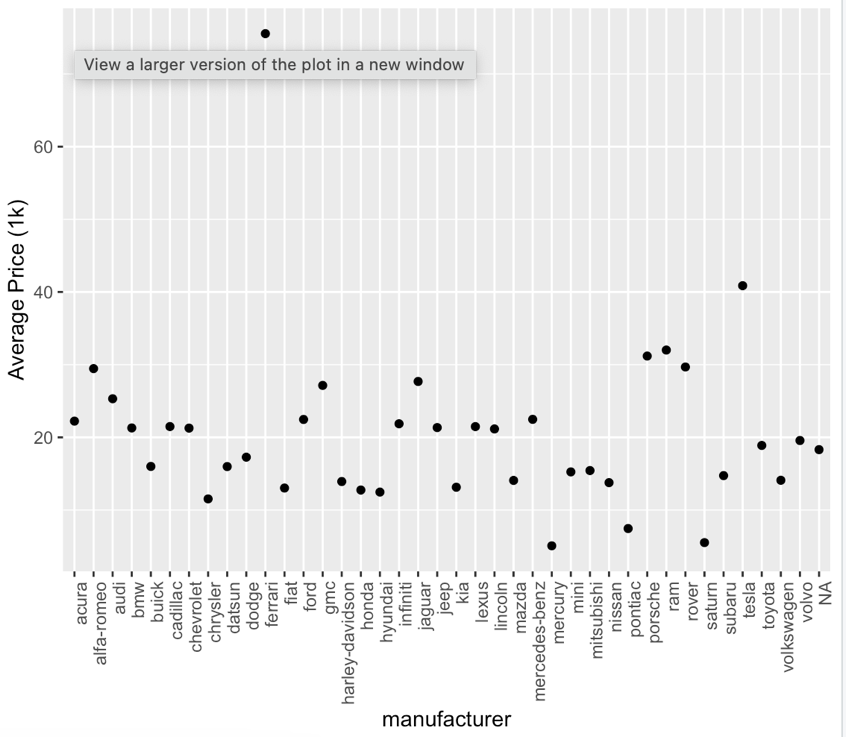 View a larger version of the plot in a new window
60
40
20
Average Price (1k)
acura
alfa-romeo
audi
bmw
buick
cadillac
chevrolet
chrysler
datsun
dodge
ferrari
fiat
ford
gmc
harley-davidson
honda
hyundai
infiniti
jaguar
jeep
kia
lexus
lincoln
mazda
mercedes-benz
mercury
mini
mitsubishi
nissan
pontiac
porsche
ram
rover
saturn
subaru
tesla
toyota
volkswagen
volvo
NA
manufacturer